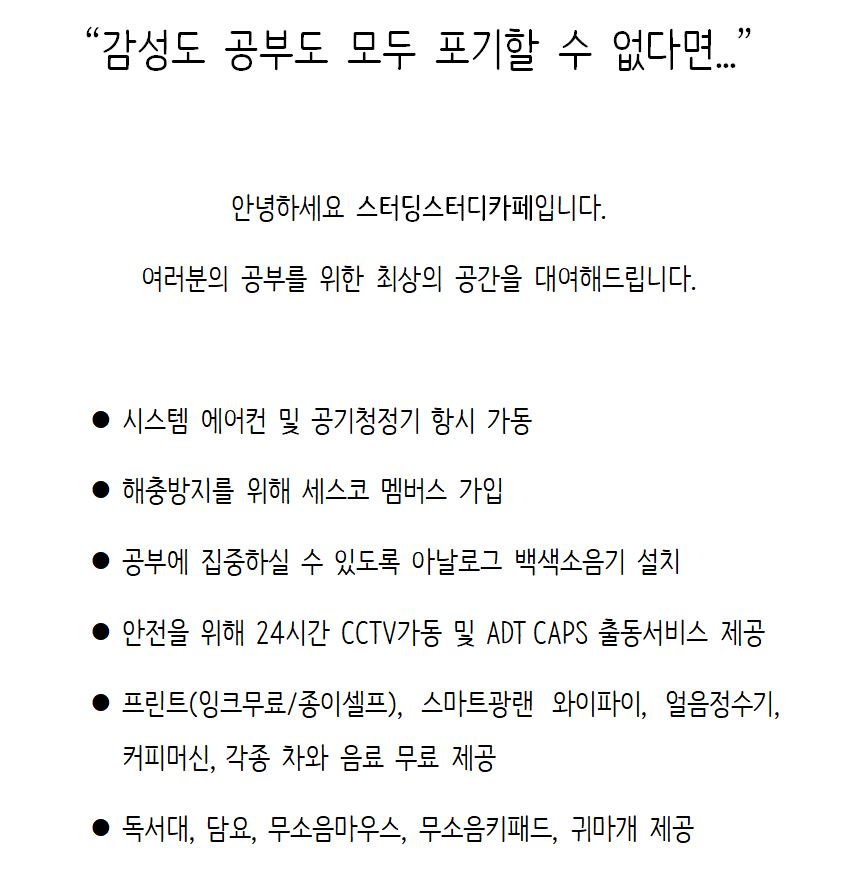 “감성도 공부도 모두 포기할 수 없다면...”
안녕하세요 스터딩스터디카페입니다.
여러분의 공부를 위한 최상의 공간을 대여해드립니다.
● 시스템 에어컨 및 공기청정기 항시 가동
● 해충방지를 위해 세스코 멤버스 가입
● 공부에 집중하실 수 있도록 아날로그 백색소음기 설치
● 안전을 위해 24시간 CCTV가동 및 ADT CAPS 출동서비스 제공
● 프린트(잉크무료/종이셀프), 스마트광랜 와이파이, 얼음정수기,
커피머신, 각종 차와 음료 무료 제공
● 독서대, 담요, 무소음마우스, 무소음키패드, 귀마개 제공